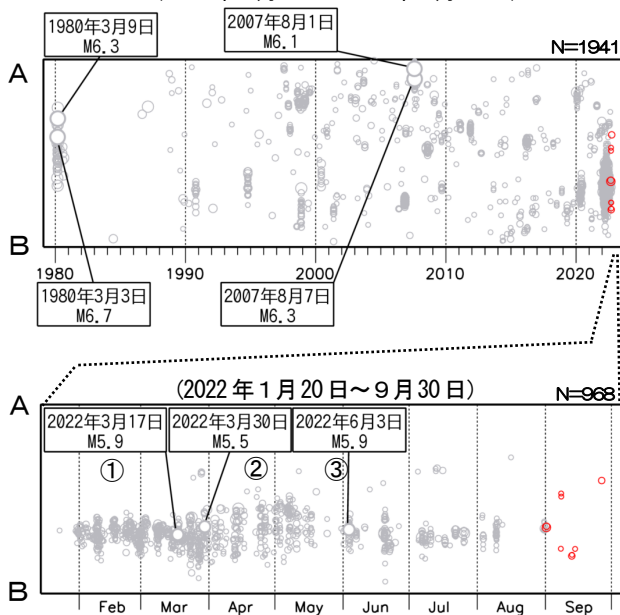 1980年3月9日
M6.3
2007年8月1日
M6.1
N=1941
A
B
1980
1990
2000
2010
2020
1980年3月3日
M6.7
2007年8月7日
M6.3
(2022年1月20日～9月30日)
N=968
A
2022年3月17日
M5.9
2022年3月30日
M5.5
2022年6月3日
M5.9
①
②
③
B
Feb
Mar
Apr
May
Jun
Jul
Aug
Sep